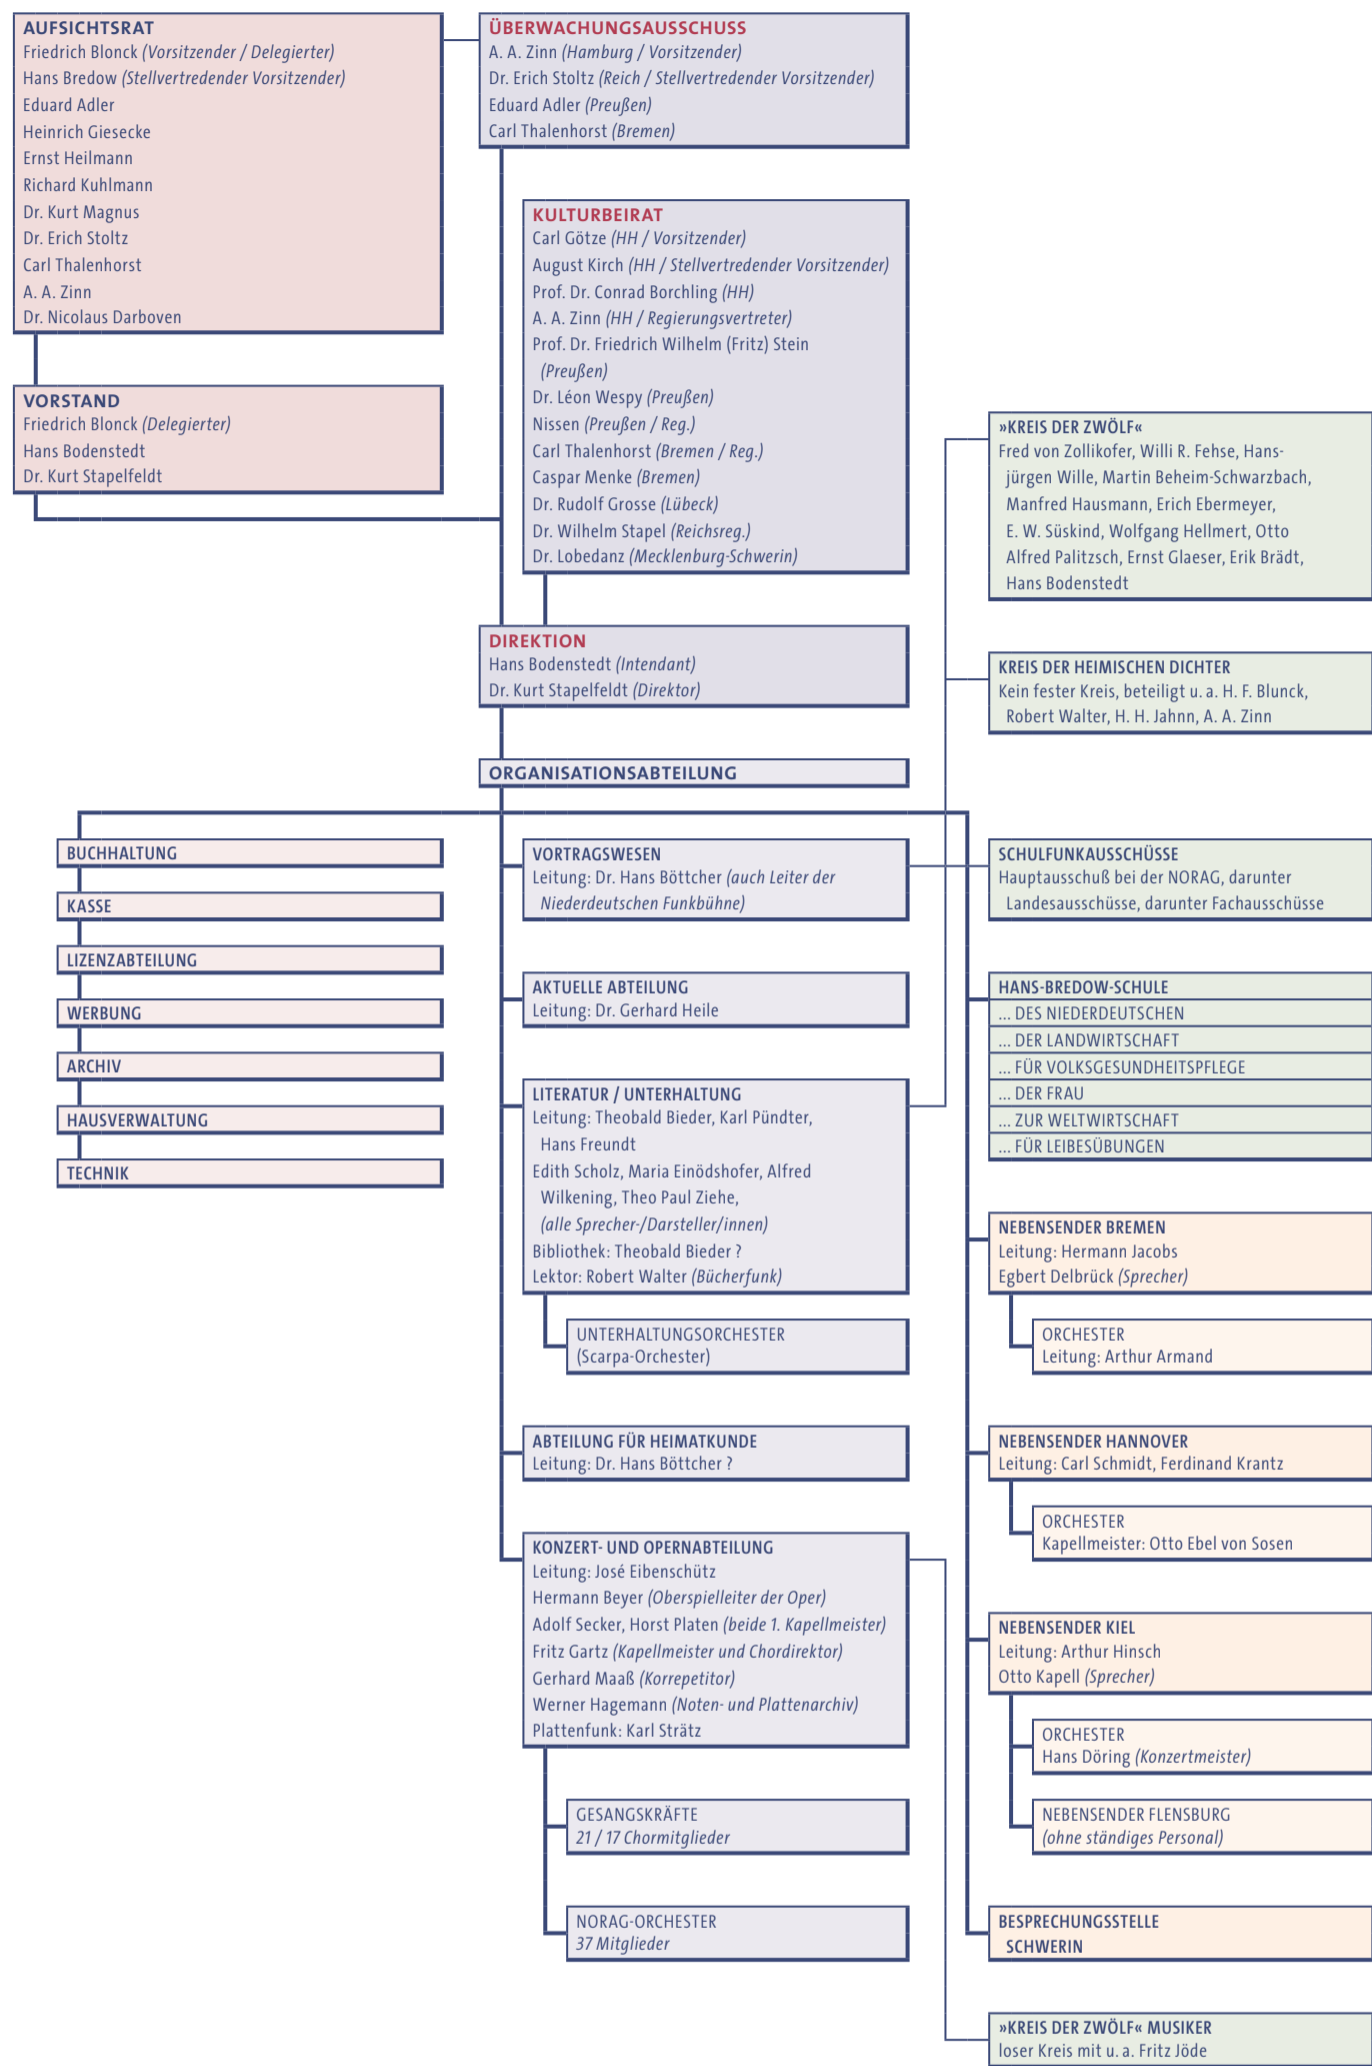 AUFSICHTSRAT
Friedrich Blonck (Vorsitzender / Delegierter)
Hans Bredow (Stellvertredender Vorsitzender)
Eduard Adler
Heinrich Giesecke
Ernst Heilmann
Richard Kuhlmann
Dr. Kurt Magnus
Dr. Erich Stoltz
Carl Thalenhorst
A. A. Zinn
Dr. Nicolaus Darboven
VORSTAND
Friedrich Blonck (Delegierter)
Hans Bodenstedt
Dr. Kurt Stapelfeldt
ÜBERWACHUNGSAUSSCHUSS
A. A. Zinn (Hamburg / Vorsitzender)
Dr. Erich Stoltz (Reich / Stellvertredender Vorsitzender)
Eduard Adler (Preußen)
Carl Thalenhorst (Bremen)
KULTURBEIRAT
Carl Götze (HH / Vorsitzender)
August Kirch (HH / Stellvertredender Vorsitzender)
Prof. Dr. Conrad Borchling (HH)
A. A. Zinn (HH / Regierungsvertreter)
Prof. Dr. Friedrich Wilhelm (Fritz) Stein
(Preußen)
Dr. Léon Wespy (Preußen)
Nissen (Preußen / Reg.)
Carl Thalenhorst (Bremen / Reg.)
Caspar Menke (Bremen)
Dr. Rudolf Grosse (Lübeck)
Dr. Wilhelm Stapel (Reichsreg.)
Dr. Lobedanz (Mecklenburg-Schwerin)
DIREKTION
Hans Bodenstedt (Intendant)
Dr. Kurt Stapelfeldt (Direktor)
ORGANISATIONSABTEILUNG
BUCHHALTUNG
KASSE
LIZENZABTEILUNG
WERBUNG
ARCHIV
HAUSVERWALTUNG
TECHNIK
VORTRAGSWESEN
Leitung: Dr. Hans Böttcher (auch Leiter der
Niederdeutschen Funkbühne)
AKTUELLE ABTEILUNG
Leitung: Dr. Gerhard Heile
LITERATUR / UNTERHALTUNG
Leitung: Theobald Bieder, Karl Pündter,
Hans Freundt
Edith Scholz, Maria Einödshofer, Alfred
Wilkening, Theo Paul Ziehe,
(alle Sprecher-/Darsteller/innen)
Bibliothek: Theobald Bieder ?
Lektor: Robert Walter (Bücherfunk)
UNTERHALTUNGSORCHESTER
(Scarpa-Orchester)
ABTEILUNG FÜR HEIMATKUNDE
Leitung: Dr. Hans Böttcher ?
KONZERT- UND OPERNABTEILUNG
Leitung: José Eibenschütz
Hermann Beyer (Oberspielleiter der Oper)
Adolf Secker, Horst Platen (beide 1. Kapellmeister)
Fritz Gartz (Kapellmeister und Chordirektor)
Gerhard Maaß (Korrepetitor)
Werner Hagemann (Noten- und Plattenarchiv)
Plattenfunk: Karl Strätz
GESANGSKRÄFTE
21 / 17 Chormitglieder
NORAG-ORCHESTER
37 Mitglieder
»KREIS DER ZWÖLF«
Fred von Zollikofer, Willi R. Fehse, Hans-
jürgen Wille, Martin Beheim-Schwarzbach,
Manfred Hausmann, Erich Ebermeyer,
E. W. Süskind, Wolfgang Hellmert, Otto
Alfred Palitzsch, Ernst Glaeser, Erik Brädt,
Hans Bodenstedt
KREIS DER HEIMISCHEN DICHTER
Kein fester Kreis, beteiligt u. a. H. F. Blunck,
Robert Walter, H. H. Jahnn, A. A. Zinn
SCHULFUNKAUSSCHÜSSE
Hauptausschuß bei der NORAG, darunter
Landesausschüsse, darunter Fachausschüsse
HANS-BREDOW-SCHULE
... DES NIEDERDEUTSCHEN
... DER LANDWIRTSCHAFT
... FÜR VOLKSGESUNDHEITSPFLEGE
... DER FRAU
... ZUR WELTWIRTSCHAFT
... FÜR LEIBESÜBUNGEN
NEBENSENDER BREMEN
Leitung: Hermann Jacobs
Egbert Delbrück (Sprecher)
ORCHESTER
Leitung: Arthur Armand
NEBENSENDER HANNOVER
Leitung: Carl Schmidt, Ferdinand Krantz
ORCHESTER
Kapellmeister: Otto Ebel von Sosen
NEBENSENDER KIEL
Leitung: Arthur Hinsch
Otto Kapell (Sprecher)
ORCHESTER
Hans Döring (Konzertmeister)
NEBENSENDER FLENSBURG
(ohne ständiges Personal)
BESPRECHUNGSSTELLE
SCHWERIN
»KREIS DER ZWÖLF« MUSIKER
loser Kreis mit u. a. Fritz Jöde